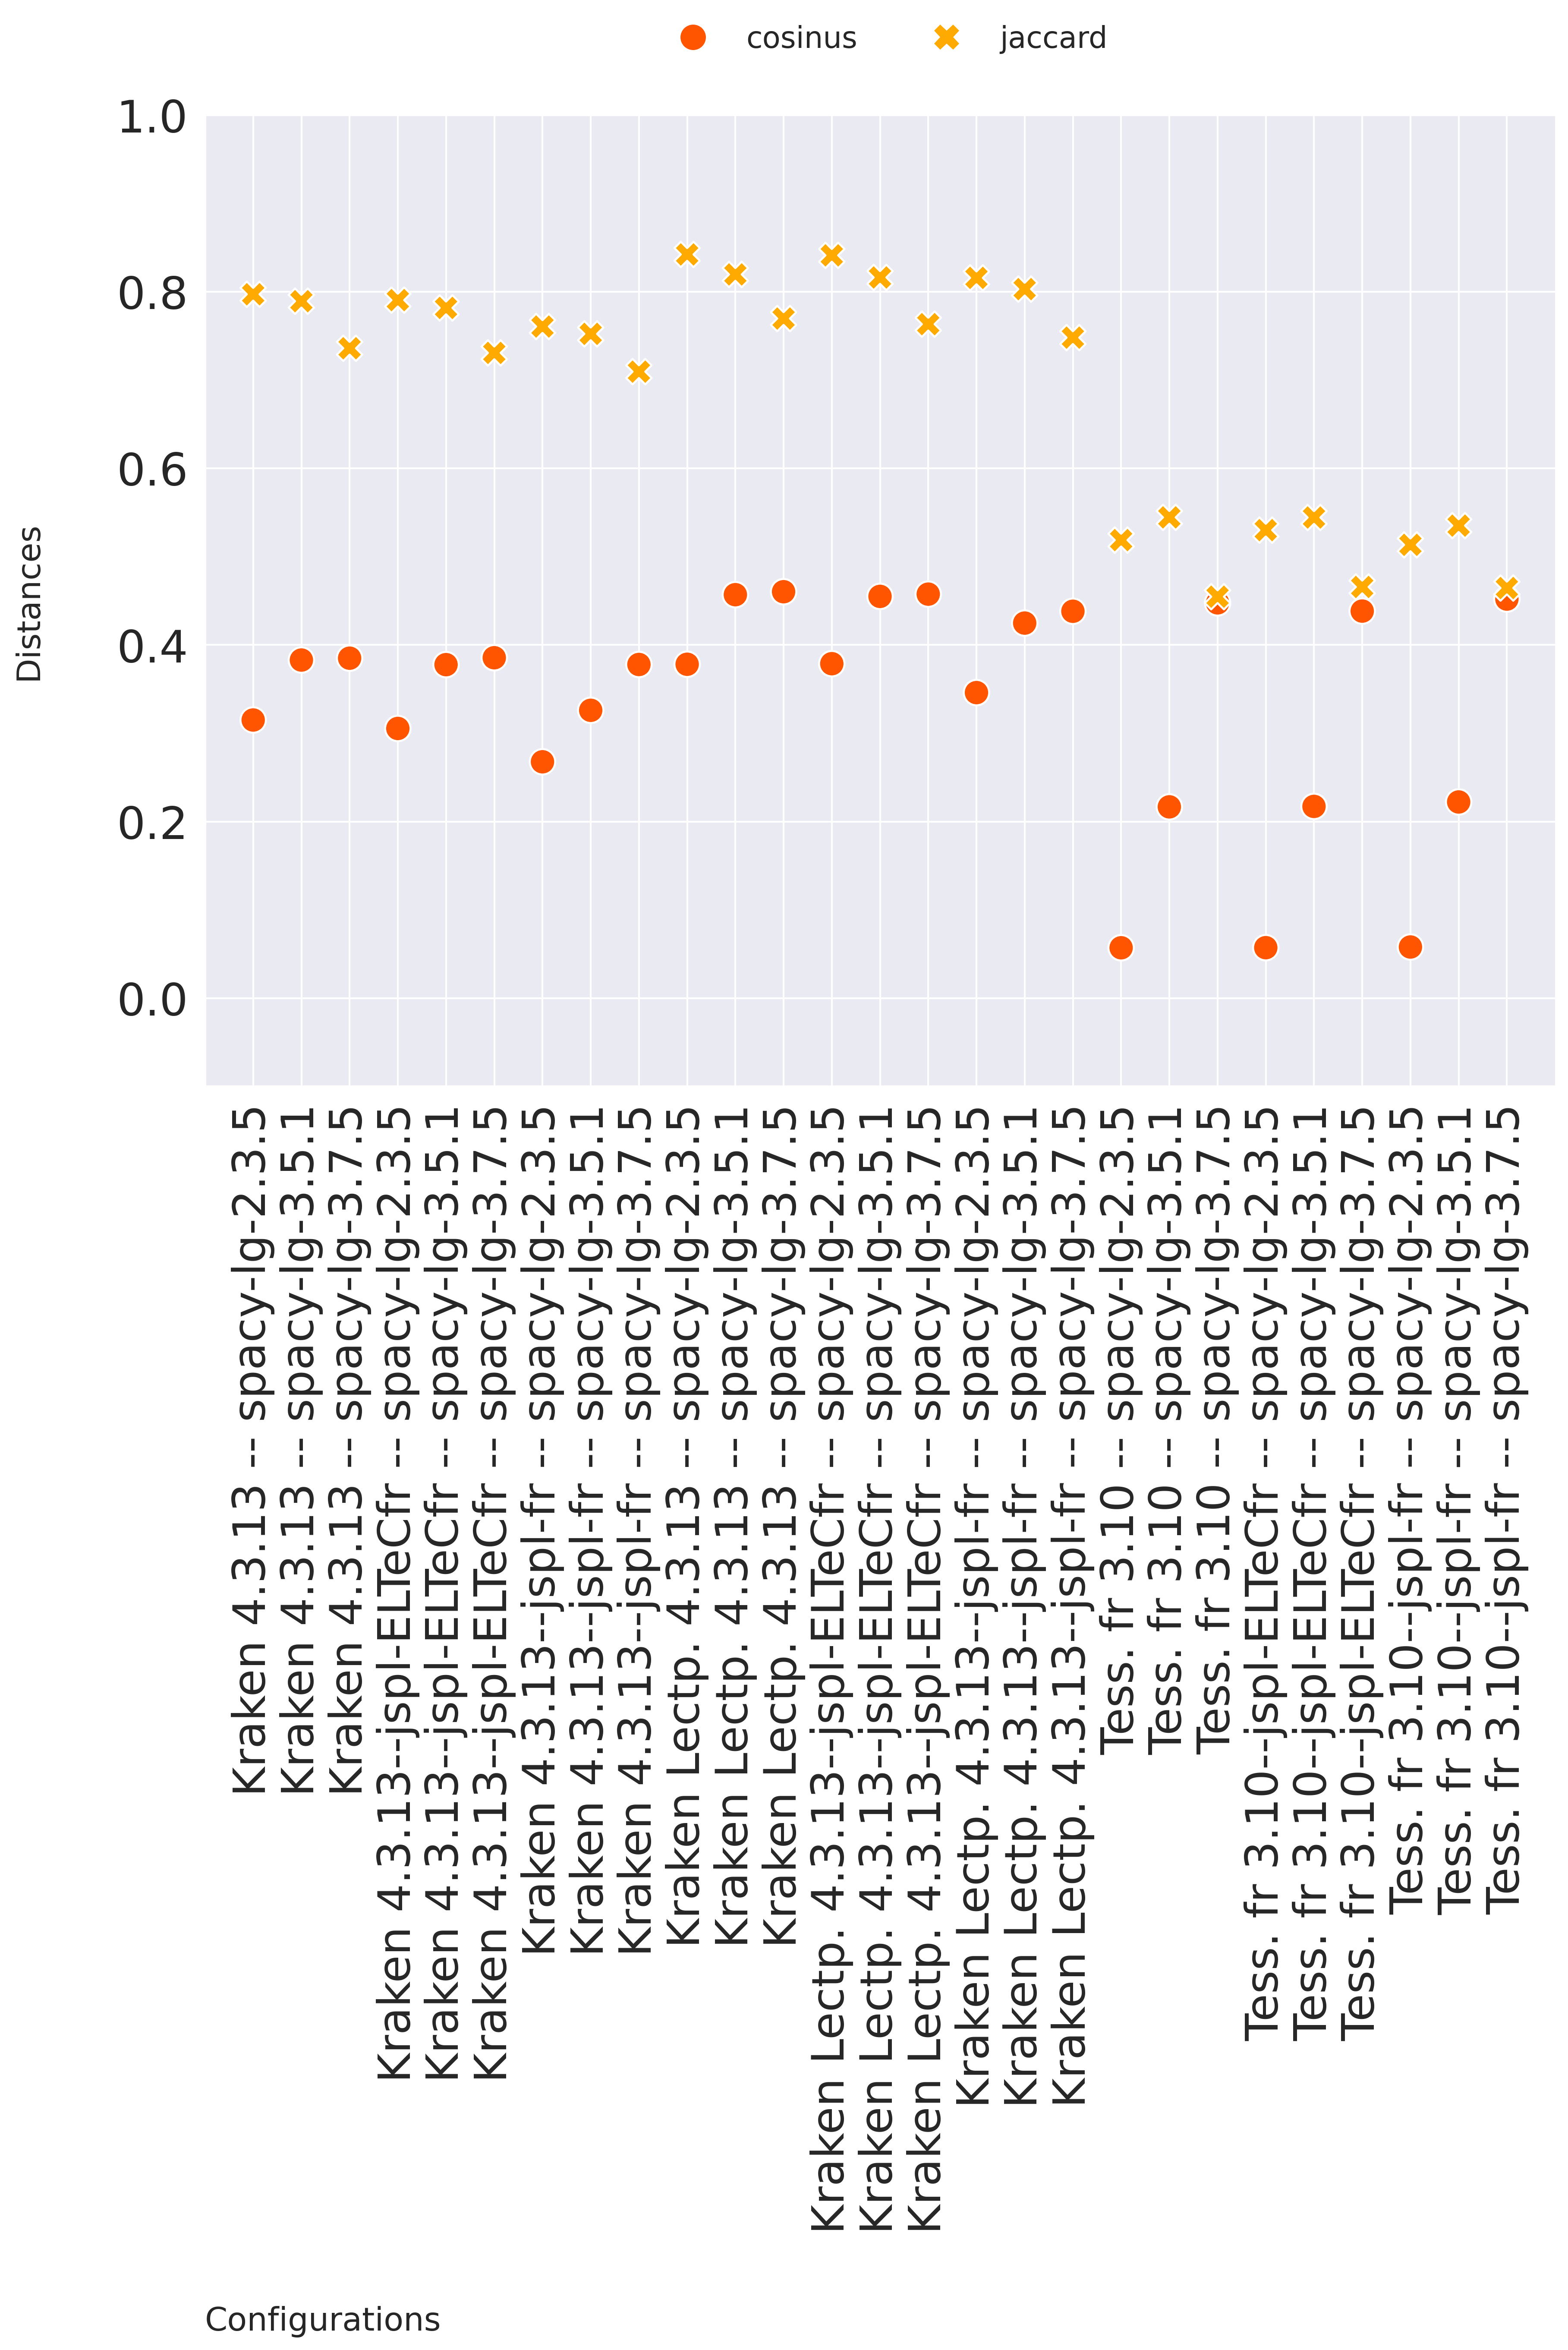 cosinus jaccard
1.0
0.8
0.6
0.4
0.2
0.0
Distances
Kraken 4.3.13 -- spacy-lg-2.3.5
Kraken 4.3.13 -- spacy-lg-3.5.1
Kraken 4.3.13 -- spacy-lg-3.7.5
Kraken 4.3.13--jspl-ELTeCfr -- spacy-lg-2.3.5
Kraken 4.3.13--jspl-ELTeCfr -- spacy-lg-3.5.1
Kraken 4.3.13--jspl-ELTeCfr -- spacy-lg-3.7.5
Kraken 4.3.13--jspl-fr -- spacy-lg-2.3.5
Kraken 4.3.13--jspl-fr -- spacy-lg-3.5.1
Kraken 4.3.13--jspl-fr -- spacy-lg-3.7.5
Kraken Lectp. 4.3.13 -- spacy-lg-2.3.5
Kraken Lectp. 4.3.13 -- spacy-lg-3.5.1
Kraken Lectp. 4.3.13 -- spacy-lg-3.7.5
Kraken Lectp. 4.3.13--jspl-ELTeCfr -- spacy-lg-2.3.5
Kraken Lectp. 4.3.13--jspl-ELTeCfr -- spacy-lg-3.5.1
Kraken Lectp. 4.3.13--jspl-ELTeCfr -- spacy-lg-3.7.5
Kraken Lectp. 4.3.13--jspl-fr -- spacy-lg-2.3.5
Kraken Lectp. 4.3.13--jspl-fr -- spacy-lg-3.5.1
Kraken Lectp. 4.3.13--jspl-fr -- spacy-lg-3.7.5
Tess. fr 3.10 -- spacy-lg-2.3.5
Tess. fr 3.10 -- spacy-lg-3.5.1
Tess. fr 3.10 -- spacy-lg-3.7.5
Tess. fr 3.10--jspl-ELTeCfr -- spacy-lg-2.3.5
Tess. fr 3.10--jspl-ELTeCfr -- spacy-lg-3.5.1
Tess. fr 3.10--jspl-ELTeCfr -- spacy-lg-3.7.5
Tess. fr 3.10--jspl-fr -- spacy-lg-2.3.5
Tess. fr 3.10--jspl-fr -- spacy-lg-3.5.1
Tess. fr 3.10--jspl-fr -- spacy-lg-3.7.5
Configurations